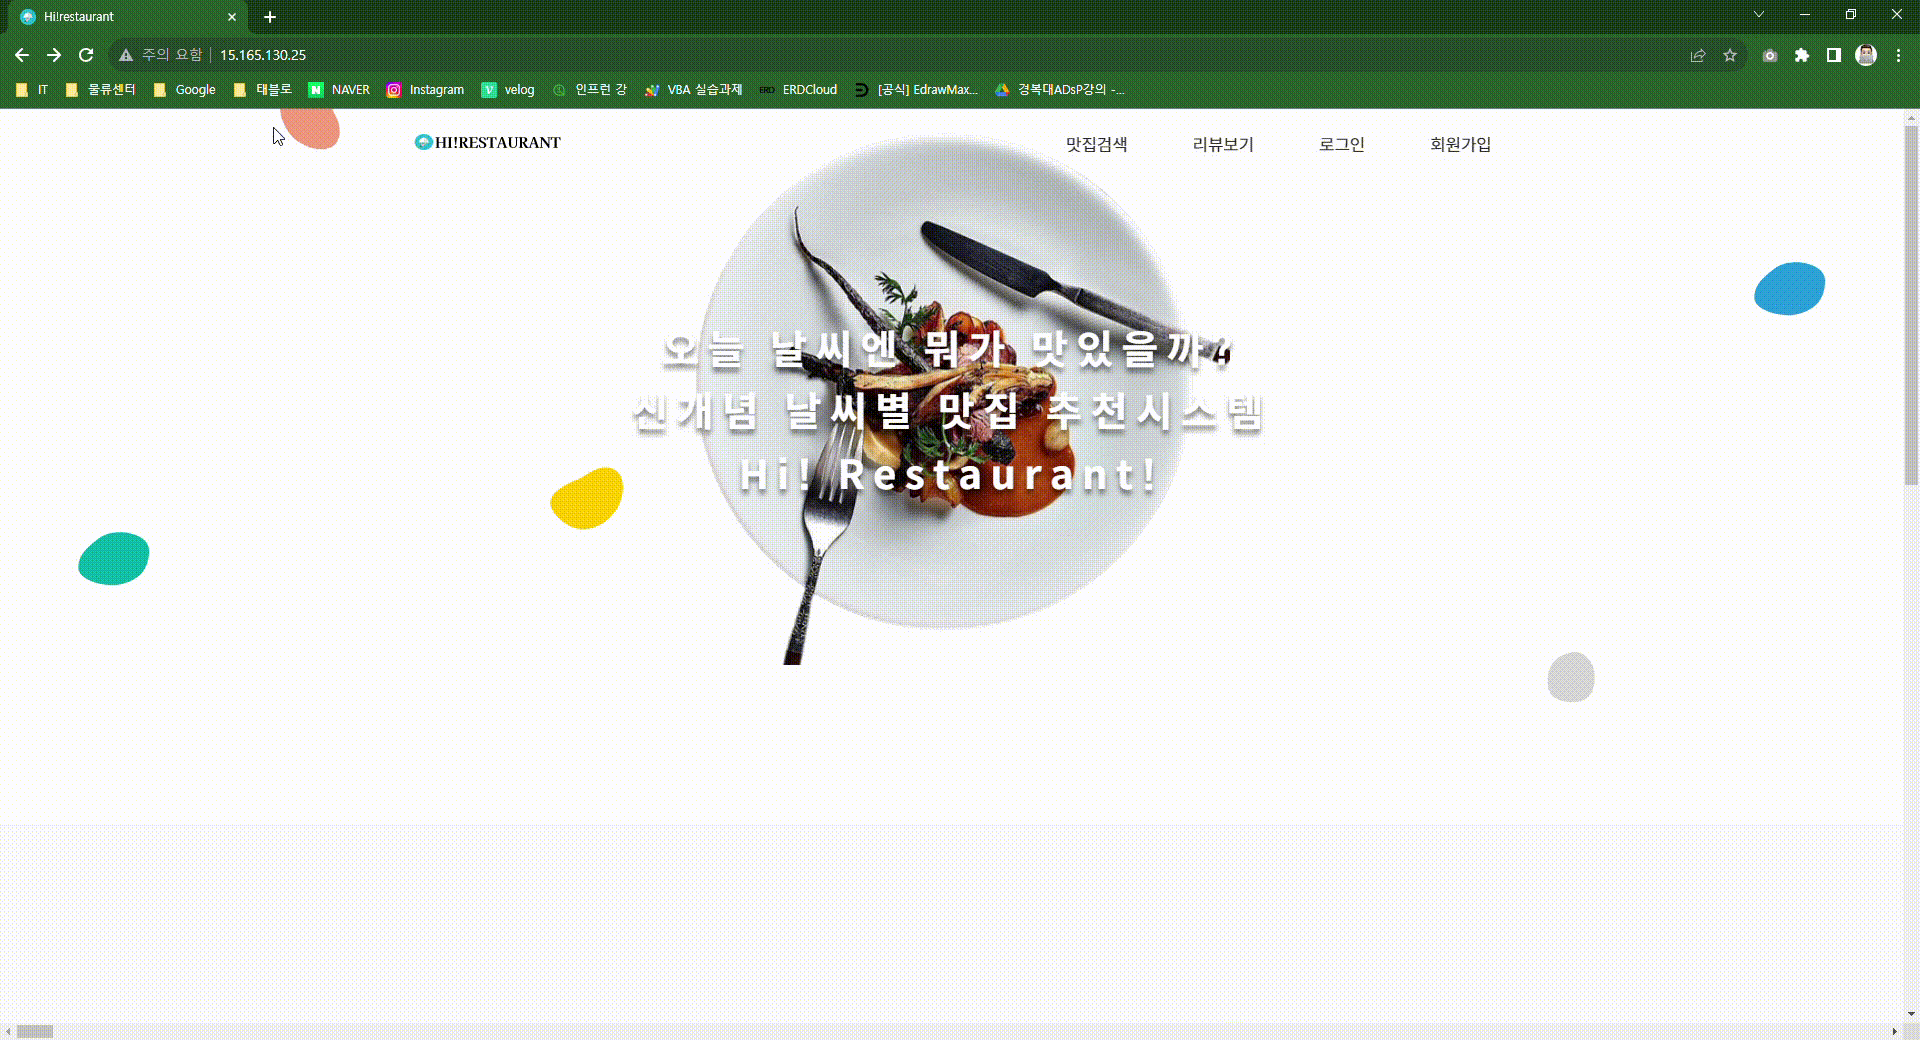 Hi!restaurant
주의 요함 15.165.130.25
IT 물류센터 Google 태블로 NAVER Instagram velog 인프런 강 VBA 실습과제 ERDCloud [공식] EdrawMax... 경복대ADsP강의 -...
HI!RESTAURANT 맛집검색 리뷰보기 로그인 회원가입
오늘 날씨엔 뭐가 맛있을까?
신개념 날씨별 맛집 추천시스템
Hi! Restaurant!